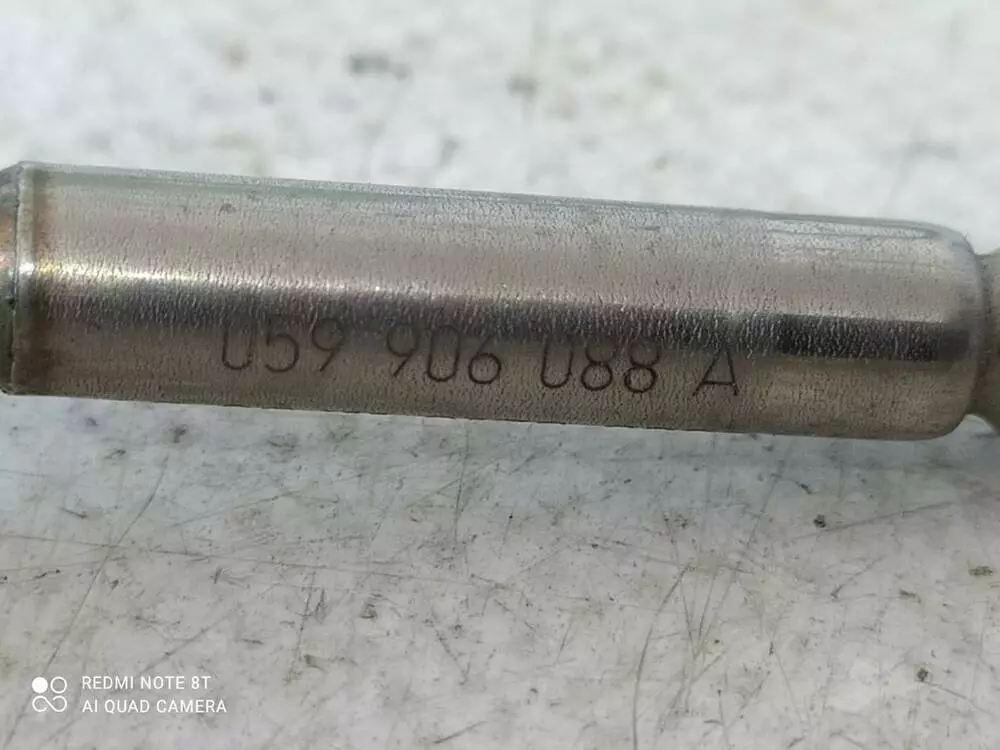 059 906 088 A
REDMI NOTE 8T
AI QUAD CAMERA